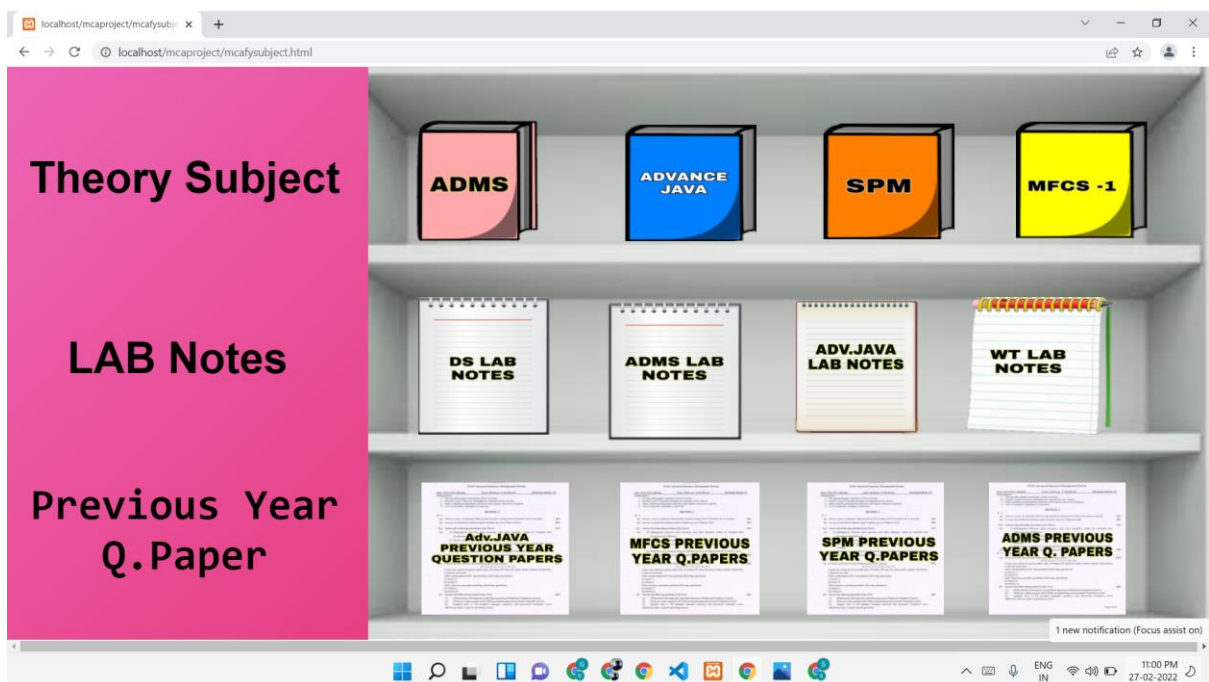 localhost/mcaproject/mcafysubje
localhost/mcaproject/mcafysubject.html
Theory Subject
ADMS
ADVANCE
JAVA
SPM
MFCS -1
LAB Notes
DS LAB
NOTES
ADMS LAB
NOTES
ADV.JAVA
LAB NOTES
WT LAB
NOTES
Previous Year
Q.Paper
Adv.JAVA
PREVIOUS YEAR
QUESTION PAPERS
MFCS PREVIOUS
YEAR Q.PAPERS
SPM PREVIOUS
YEAR Q.PAPERS
ADMS PREVIOUS
YEAR Q. PAPERS
1 new notification (Focus assist on)
ENG
IN
11:00 PM
27-02-2022